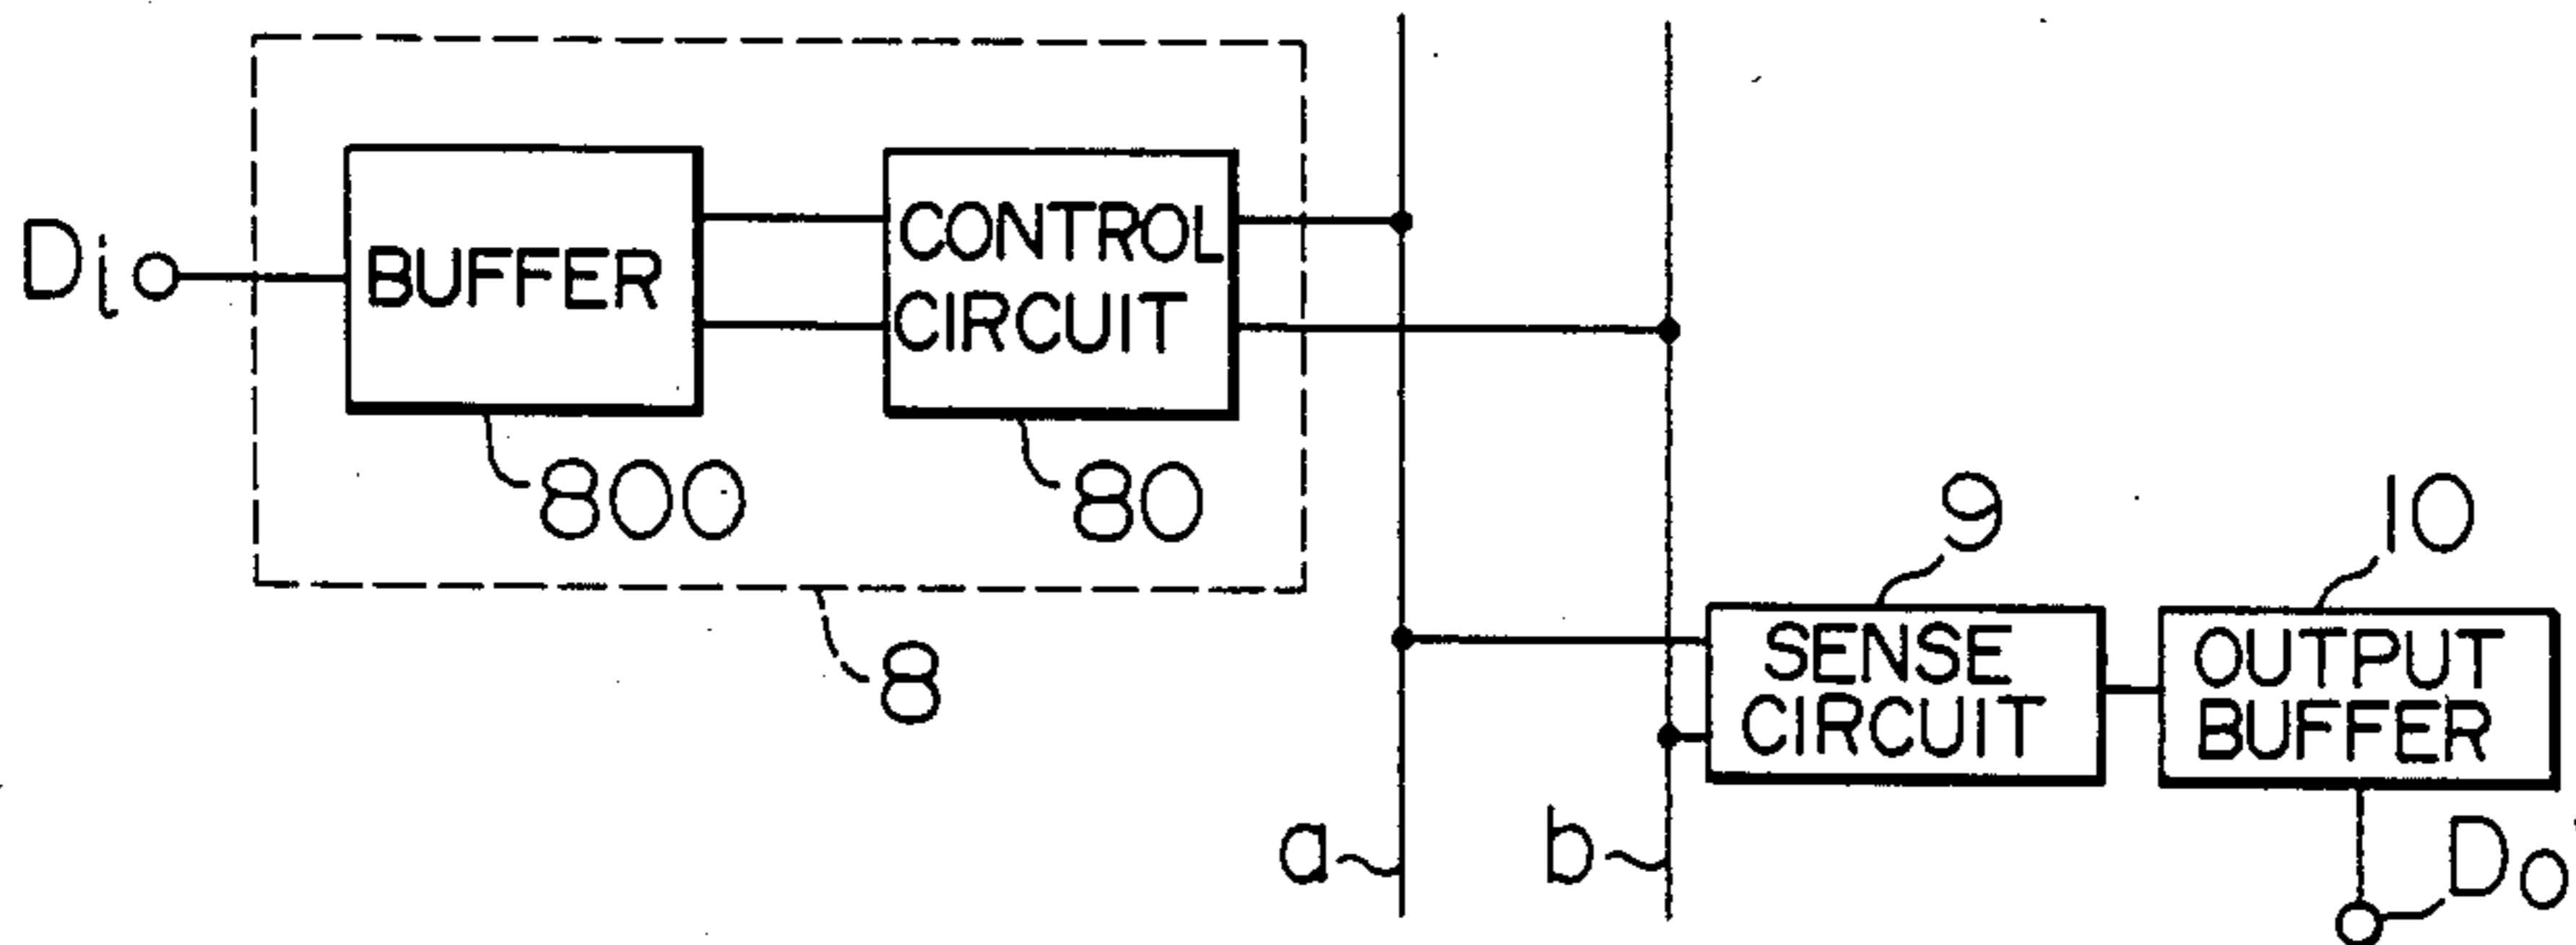 Di
BUFFER
CONTROL
CIRCUIT
800
80
8
9
10
SENSE
CIRCUIT
OUTPUT
BUFFER
a
b
Do